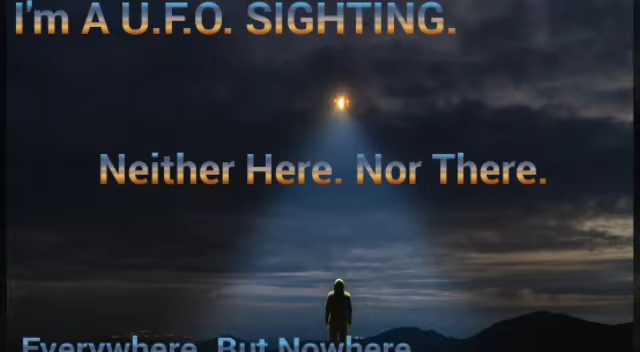 I'm A U.F.O. SIGHTING.
Neither Here. Nor There.
Everywhere. But Nowhere.